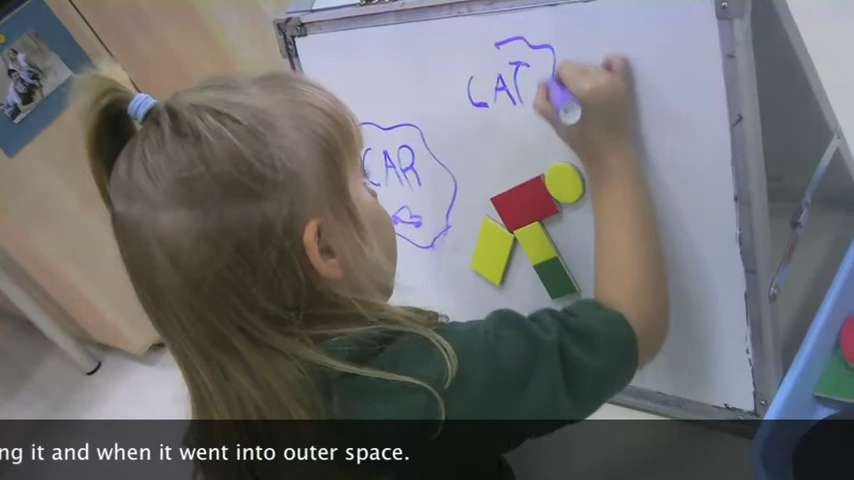 CAT
CAR
ng it and when it went into outer space.